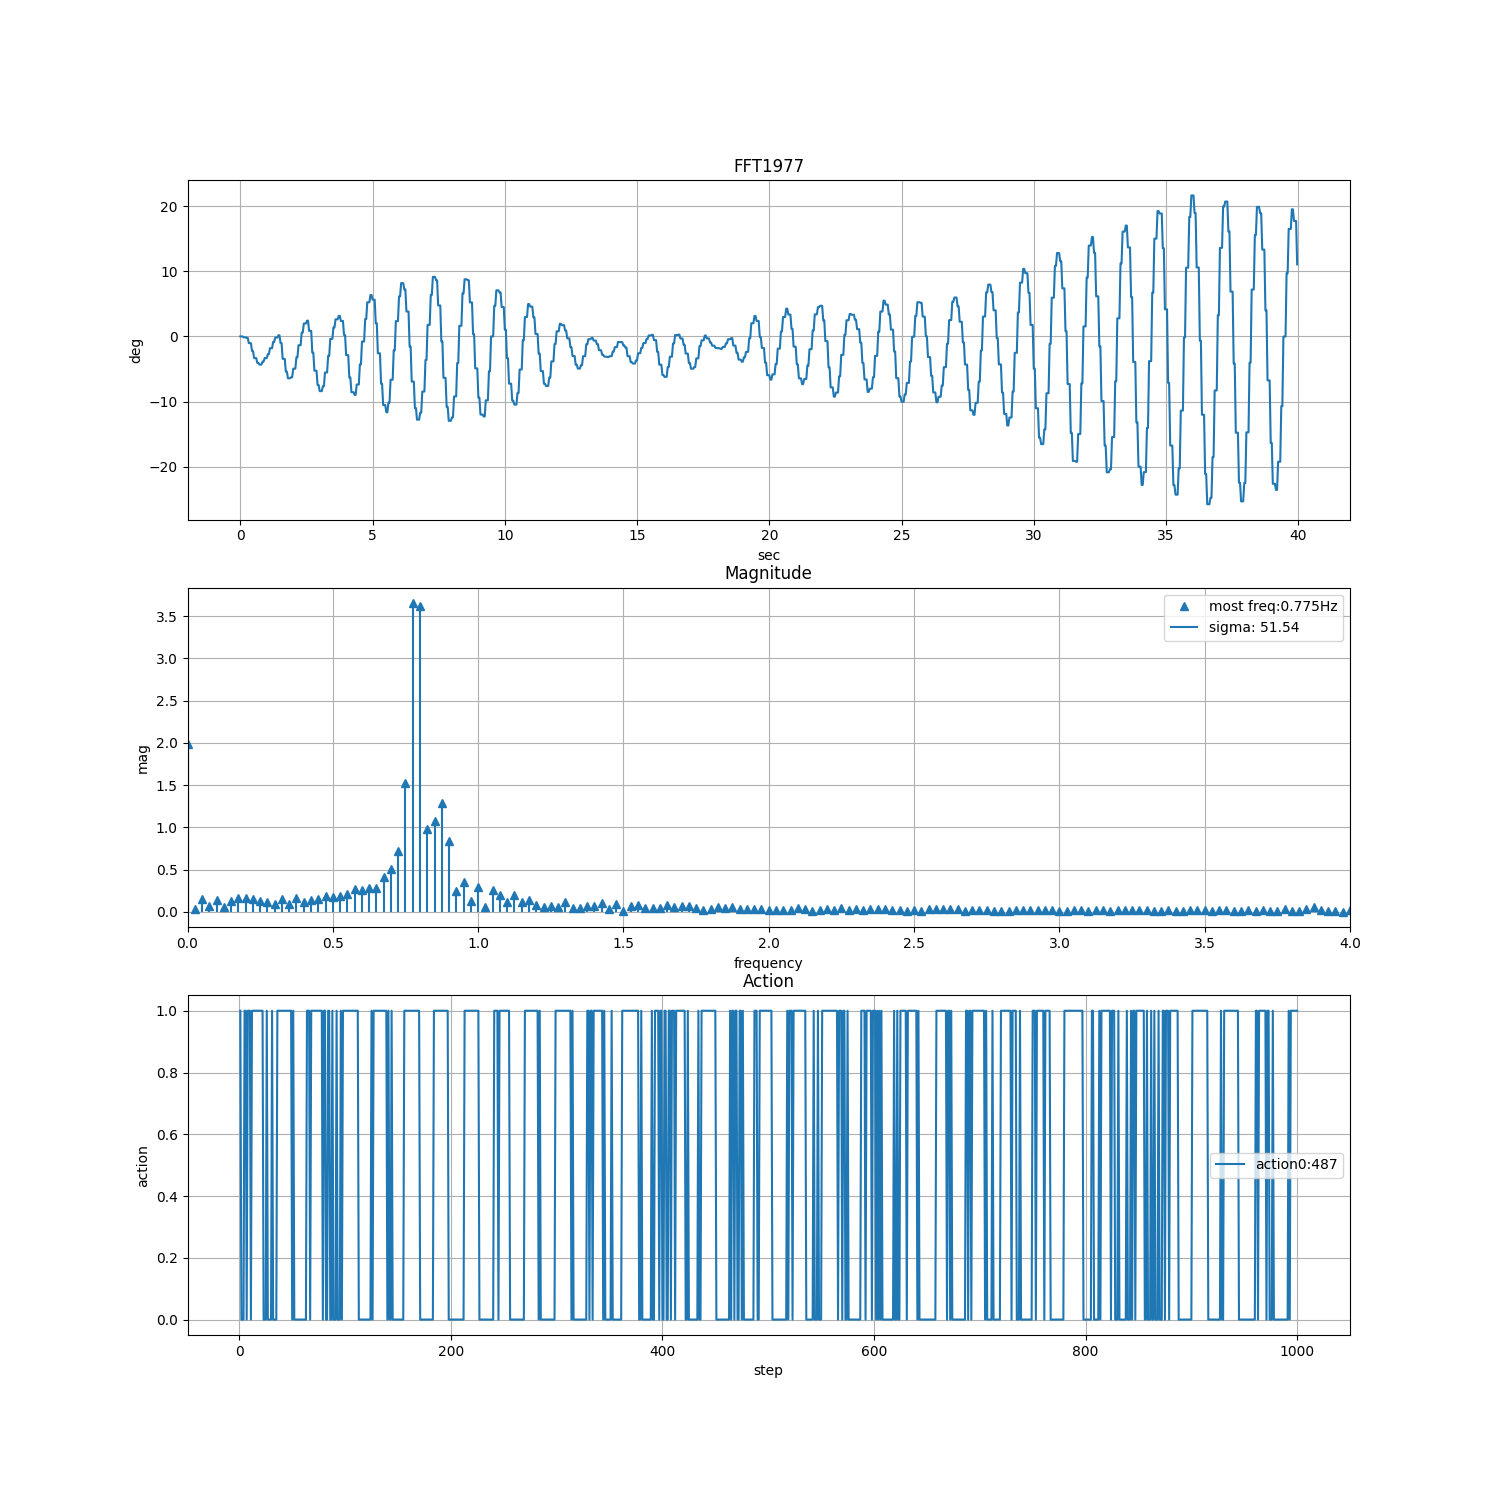 FFT1977
20
10
0
−10
−20
deg
0 5 10 15 20 25 30 35 40
sec
Magnitude
3.5
3.0
2.5
2.0
1.5
1.0
0.5
0.0
mag
most freq:0.775Hz
sigma: 51.54
0.0 0.5 1.0 1.5 2.0 2.5 3.0 3.5 4.0
frequency
Action
1.0
0.8
0.6
0.4
0.2
0.0
action
action0:487
0 200 400 600 800 1000
step